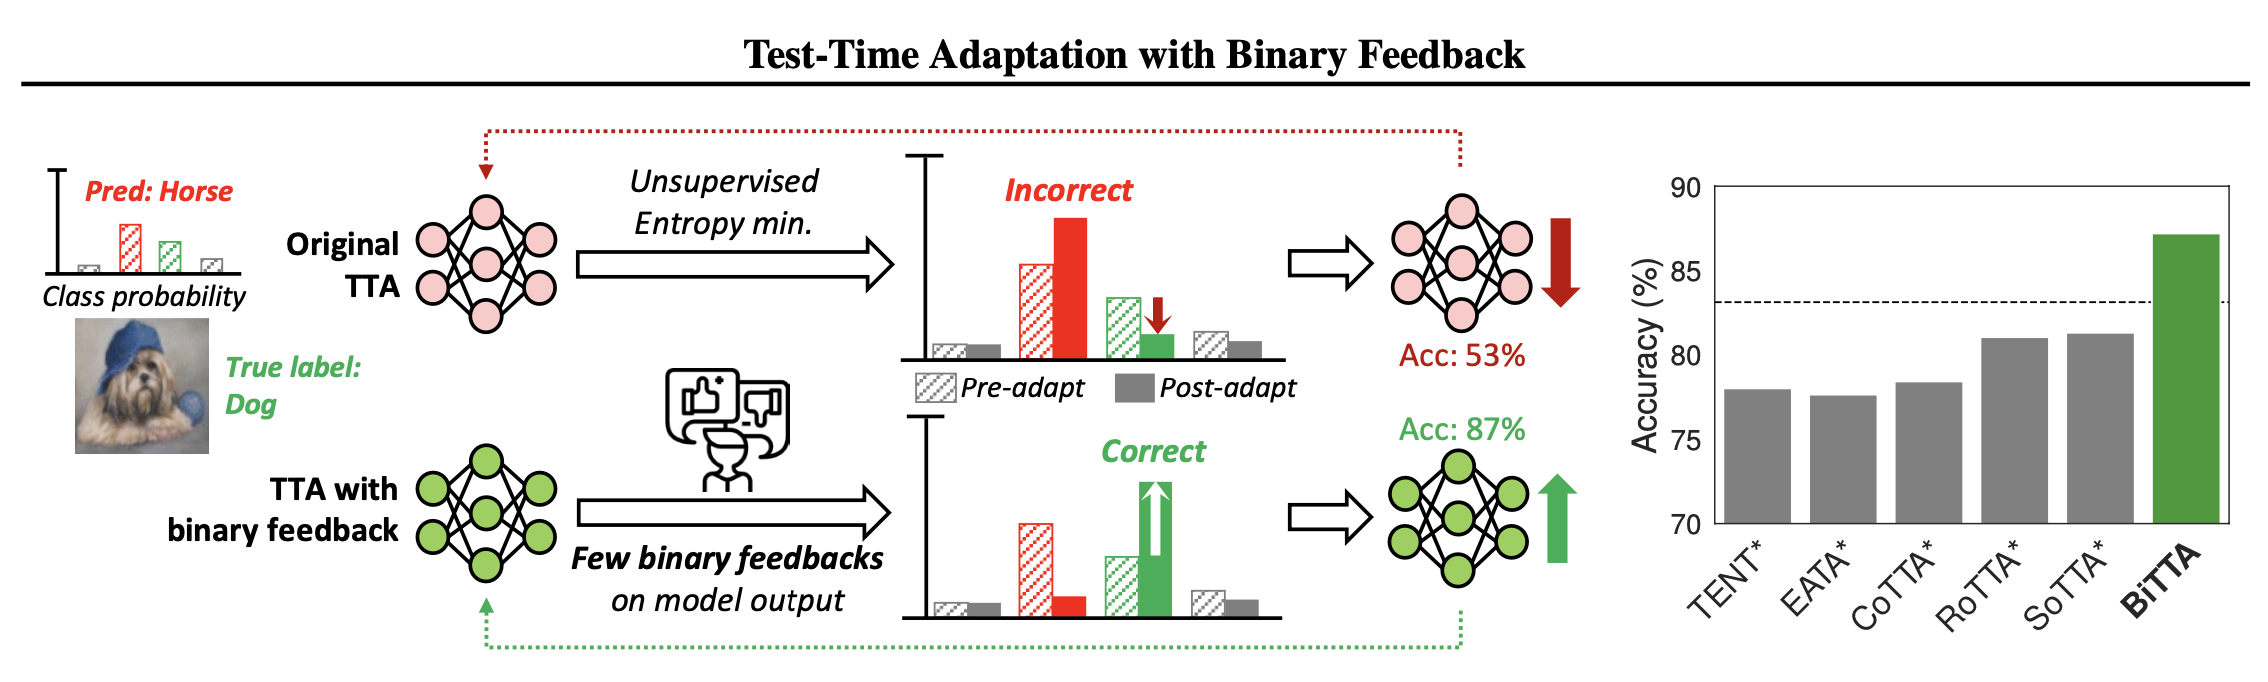 Test-Time Adaptation with Binary Feedback
Pred: Horse
Class probability
True label:
Dog
Original
TTA
Unsupervised
Entropy min.
Incorrect
Pre-adapt
Post-adapt
Acc: 53%
TTA with
binary feedback
Few binary feedbacks
on model output
Correct
Acc: 87%
Accuracy (%)
90
85
80
75
70
TENT*
EATA*
CoTTA*
RoTTA*
SoTTA*
BiTTA